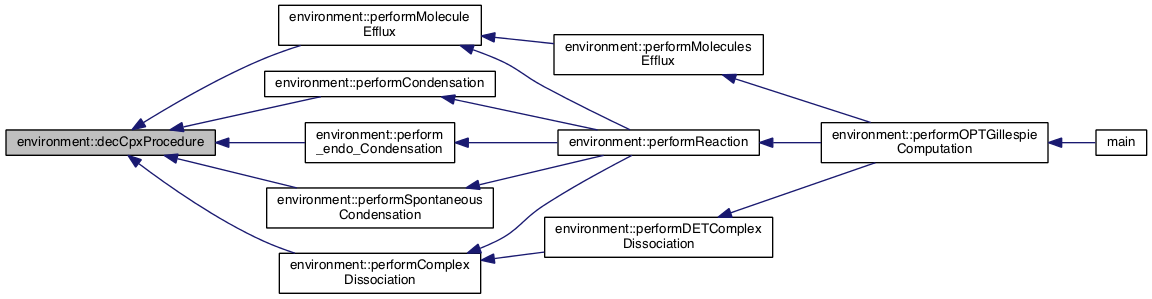 environment::decCpxProcedure
environment::performMolecule
Efflux
environment::performCondensation
environment::perform
_endo_Condensation
environment::performSpontaneous
Condensation
environment::performComplex
Dissociation
environment::performMolecules
Efflux
environment::performReaction
environment::performDETComplex
Dissociation
environment::performOPTGillespie
Computation
main